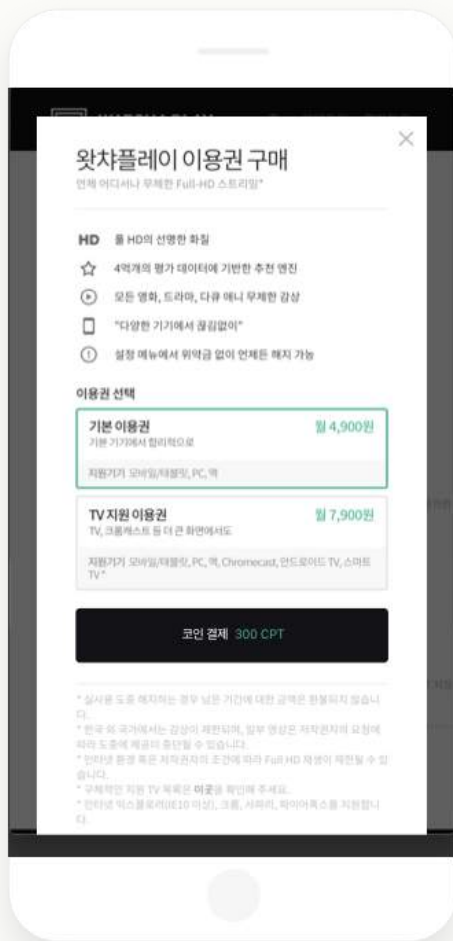 왓챠플레이 이용권 구매
언제 어디서나 무제한 Full-HD 스트리밍*
HD 풀 HD의 선명한 화질
4억개의 평가 데이터에 기반한 추천 엔진
모든 영화, 드라마, 다큐 애니 무제한 감상
"다양한 기기에서 끊김없이"
설정 메뉴에서 위약금 없이 언제든 해지 가능
이용권 선택
기본 이용권 월 4,900원
기본 기기에서 합리적으로
지원기기 모바일/태블릿, PC, 맥
TV 지원 이용권 월 7,900원
TV, 크롬캐스트 등 더 큰 화면에서도
지원기기 모바일/태블릿, PC, 맥, Chromecast, 안드로이드 TV, 스마트
TV *
코인 결제 300 CPT
* 실사용 도중 해지하는 경우 남은 기간에 대한 금액은 환불되지 않습니
다.
* 한국 외 국가에서는 감상이 제한되며, 일부 영상은 저작권자의 요청에
따라 도중에 제공이 중단될 수 있습니다.
* 인터넷 환경 혹은 저작권자의 조건에 따라 Full HD 재생이 제한될 수 있
습니다.
* 구체적인 지원 TV 목록은 이곳을 확인해 주세요.
* 인터넷 익스플로러(IE10 이상), 크롬, 사파리, 파이어폭스를 지원합니
다.